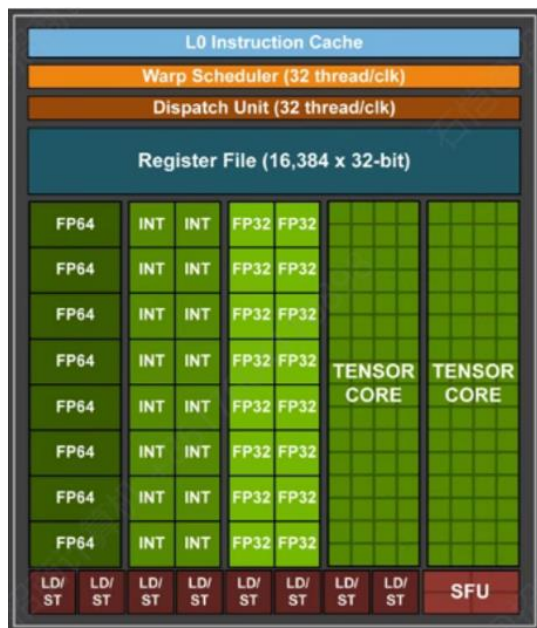 L0 Instruction Cache
Warp Scheduler (32 thread/clk)
Dispatch Unit (32 thread/clk)
Register File (16,384 x 32-bit)
FP64 INT INT FP32 FP32
FP64 INT INT FP32 FP32
FP64 INT INT FP32 FP32
FP64 INT INT FP32 FP32
TENSOR CORE TENSOR CORE
FP64 INT INT FP32 FP32
FP64 INT INT FP32 FP32
FP64 INT INT FP32 FP32
FP64 INT INT FP32 FP32
LD/ST LD/ST LD/ST LD/ST LD/ST LD/ST LD/ST LD/ST SFU